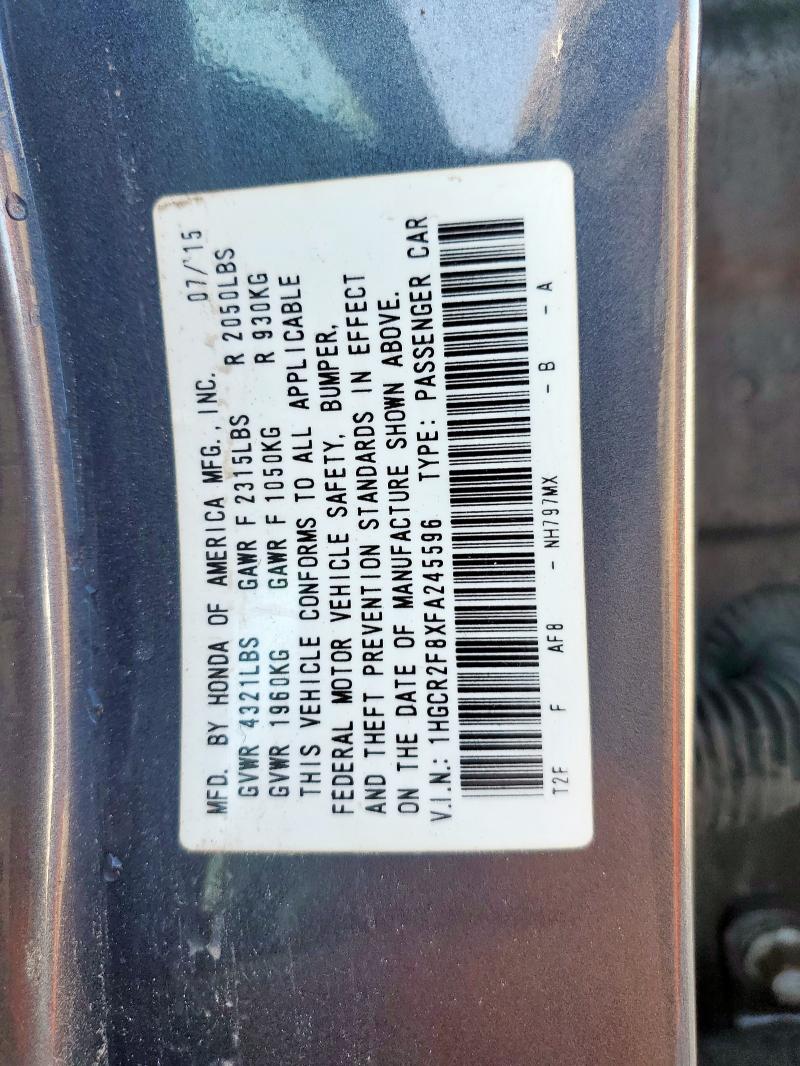 MFD. BY HONDA OF AMERICA MFG., INC. 07/'15
GVWR 4321LBS GAWR F 2315LBS R 2050LBS
GVWR 1960KG GAWR F 1050KG R 930KG
THIS VEHICLE CONFORMS TO ALL APPLICABLE
FEDERAL MOTOR VEHICLE SAFETY, BUMPER,
AND THEFT PREVENTION STANDARDS IN EFFECT
ON THE DATE OF MANUFACTURE SHOWN ABOVE.
V.I.N.: 1HGCR2F8XFA245596 TYPE: PASSENGER CAR
T2F F AF8 - NH797MX - B - A